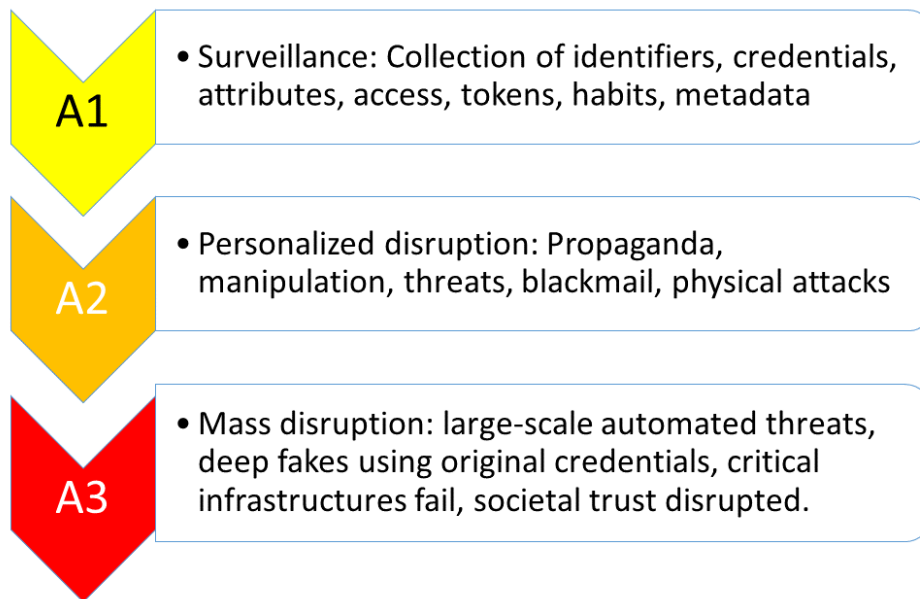 A1
• Surveillance: Collection of identifiers, credentials,
attributes, access, tokens, habits, metadata
A2
• Personalized disruption: Propaganda,
manipulation, threats, blackmail, physical attacks
A3
• Mass disruption: large-scale automated threats,
deep fakes using original credentials, critical
infrastructures fail, societal trust disrupted.